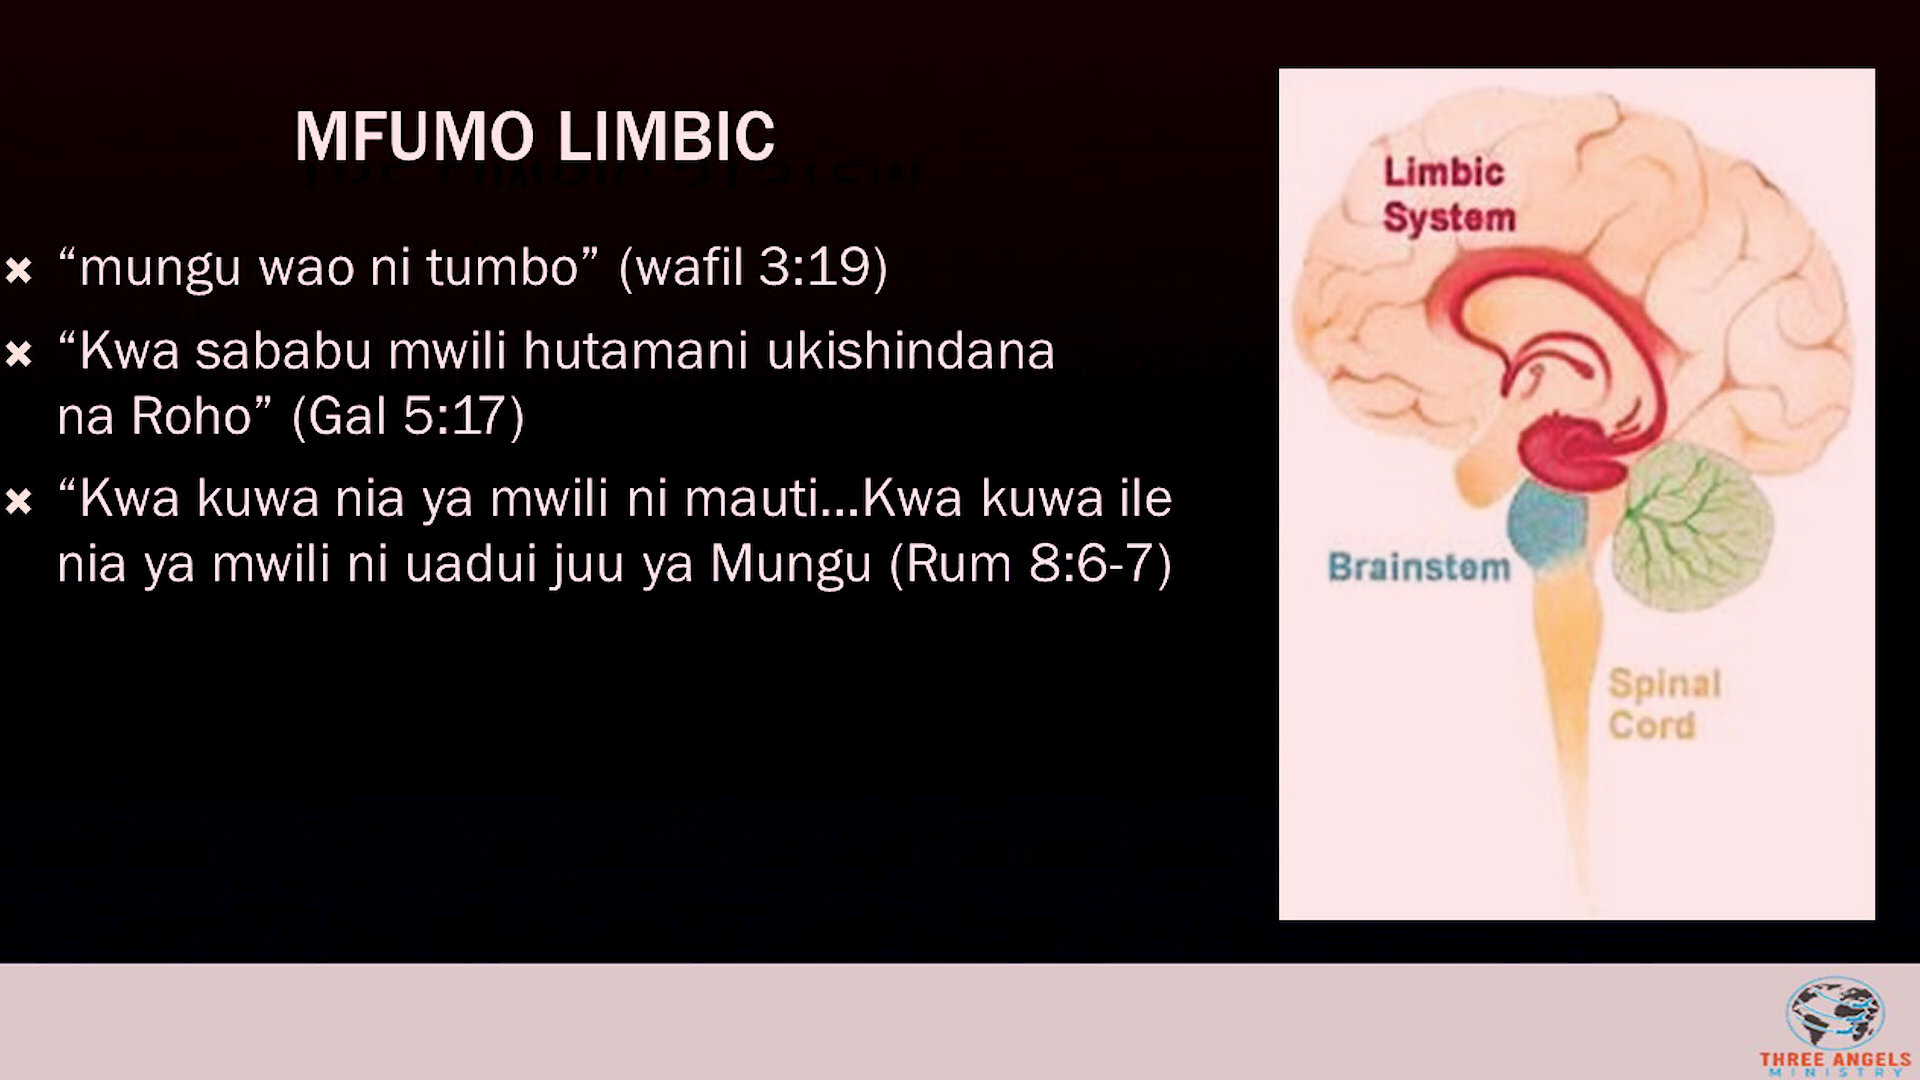 MFUMO LIMBIC
“mungu wao ni tumbo” (wafil 3:19)
“Kwa sababu mwili hutamani ukishindana
na Roho” (Gal 5:17)
“Kwa kuwa nia ya mwili ni mauti...Kwa kuwa ile
nia ya mwili ni uadui juu ya Mungu (Rum 8:6-7)
Limbic
System
Brainstem
Spinal
Cord
THREE ANGELS
MINISTRY